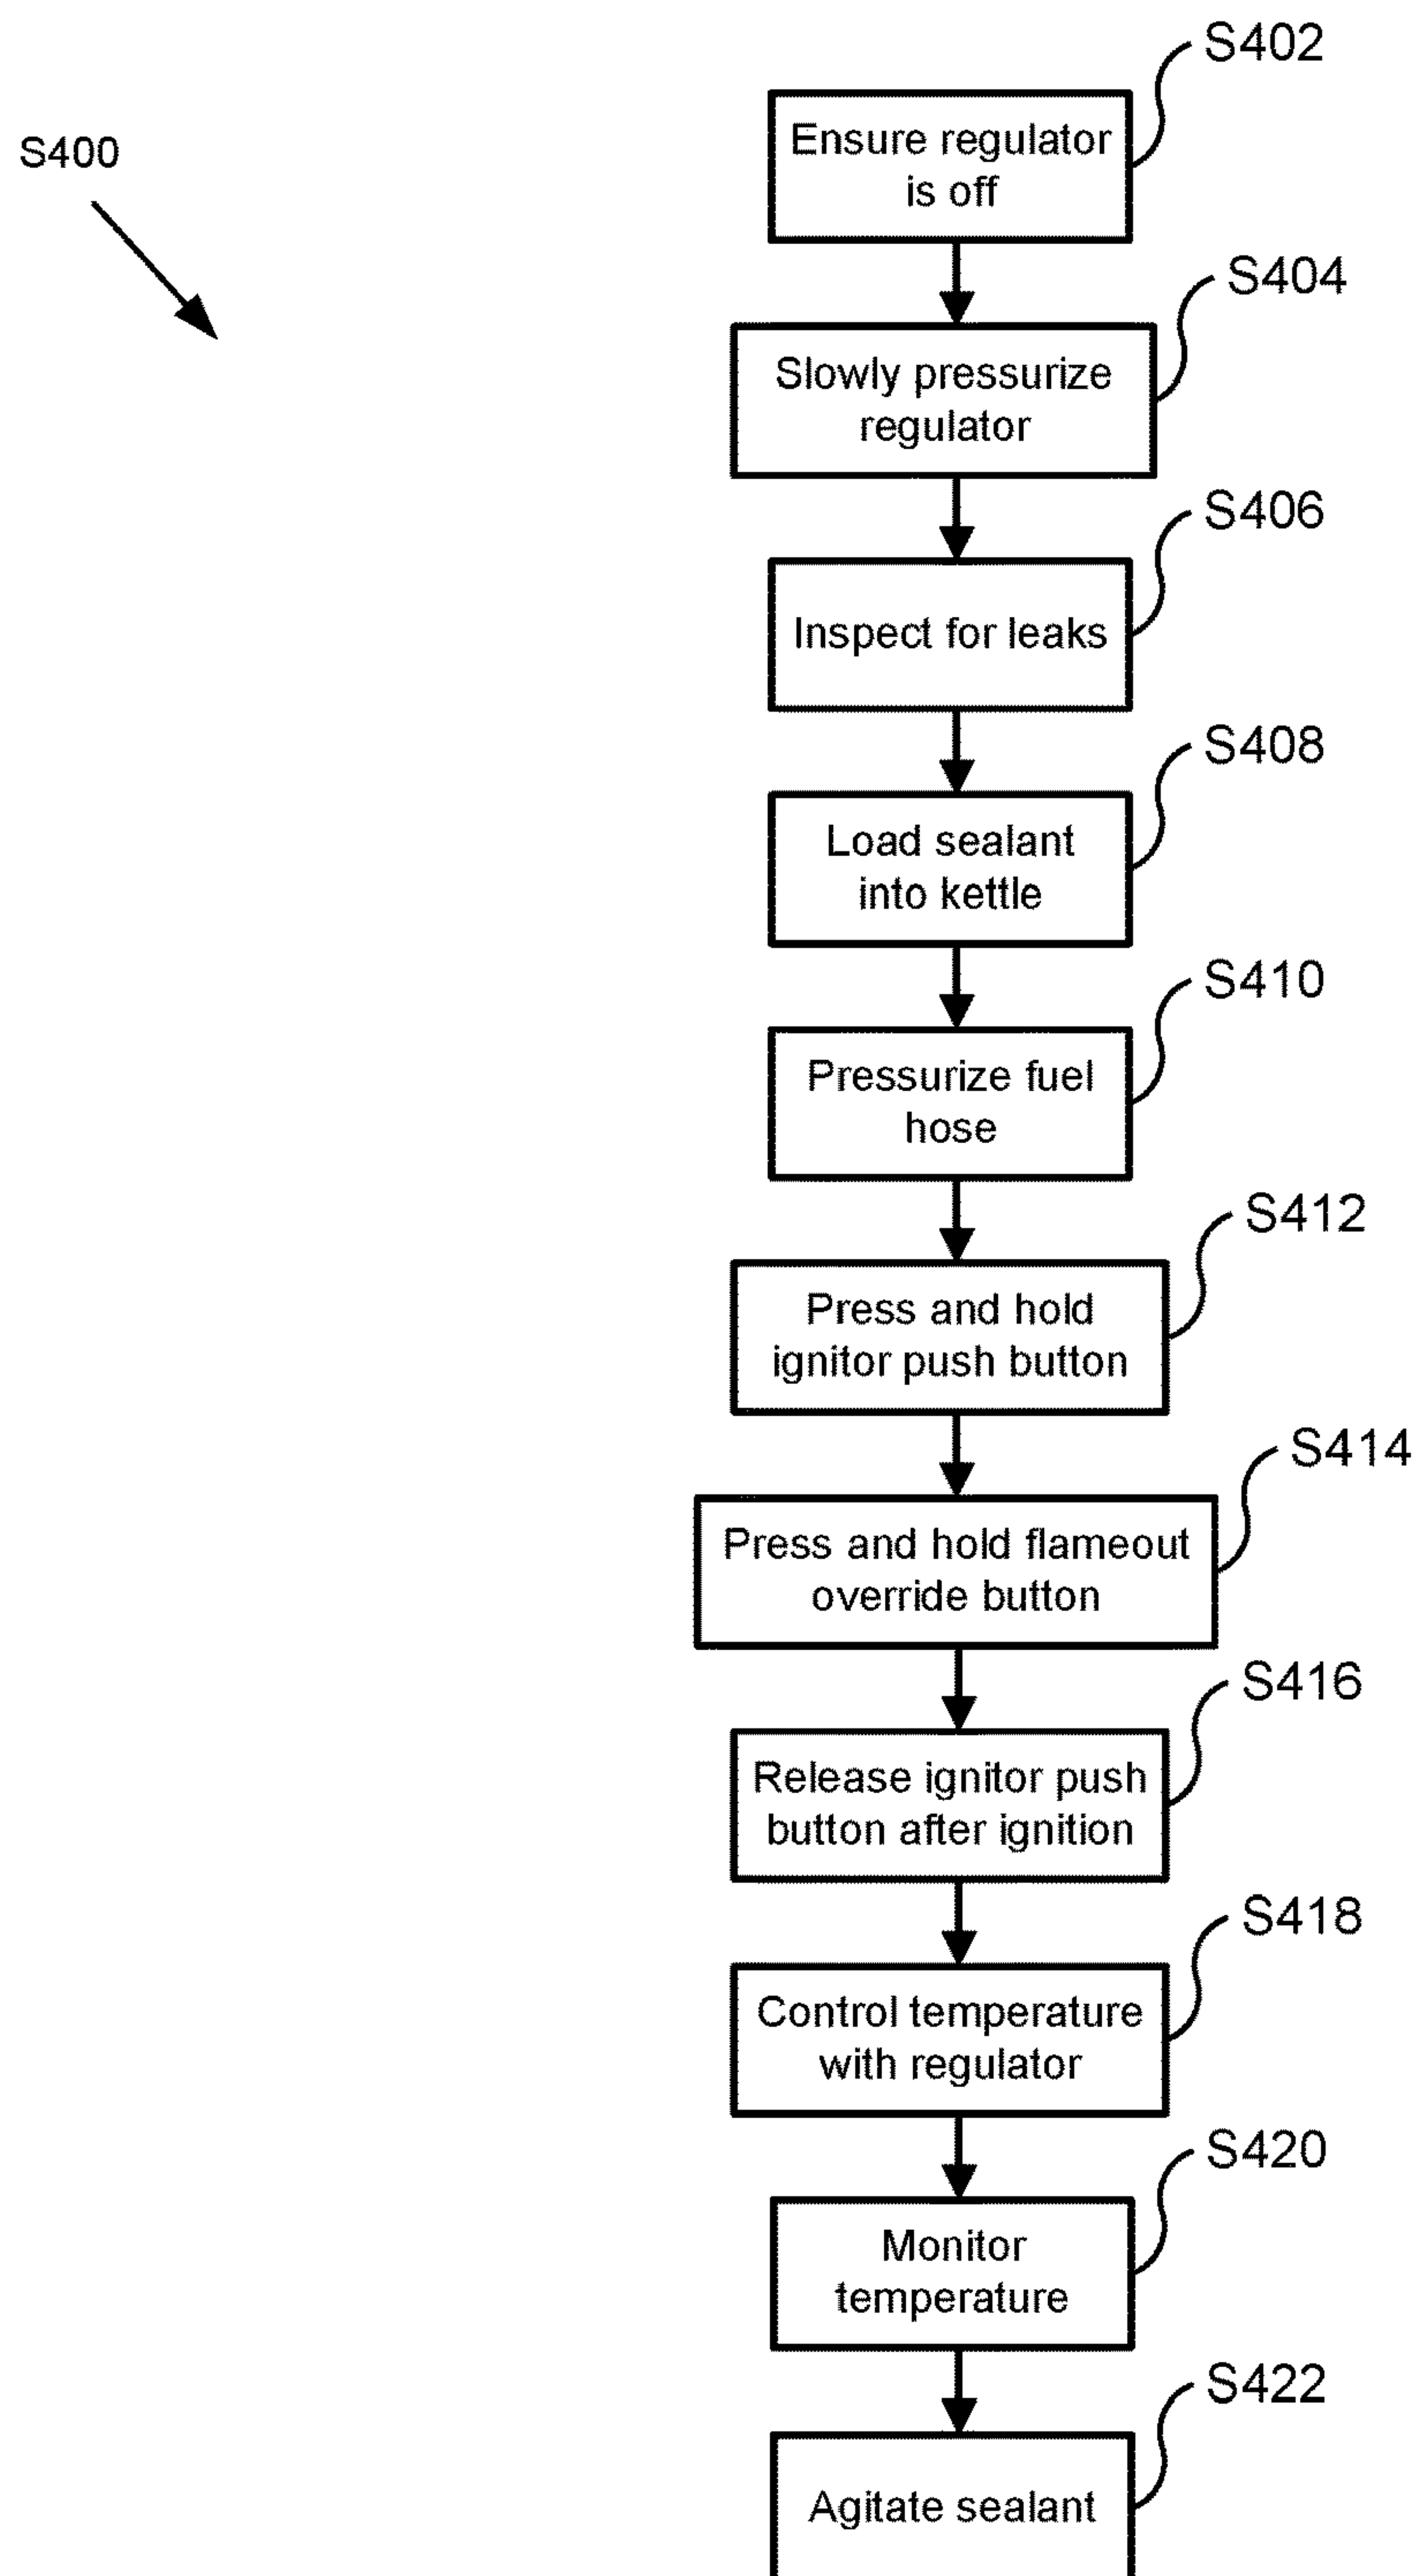 S400
S402
Ensure regulator
is off
S404
Slowly pressurize
regulator
S406
Inspect for leaks
S408
Load sealant
into kettle
S410
Pressurize fuel
hose
S412
Press and hold
ignitor push button
S414
Press and hold flameout
override button
S416
Release ignitor push
button after ignition
S418
Control temperature
with regulator
S420
Monitor
temperature
S422
Agitate sealant